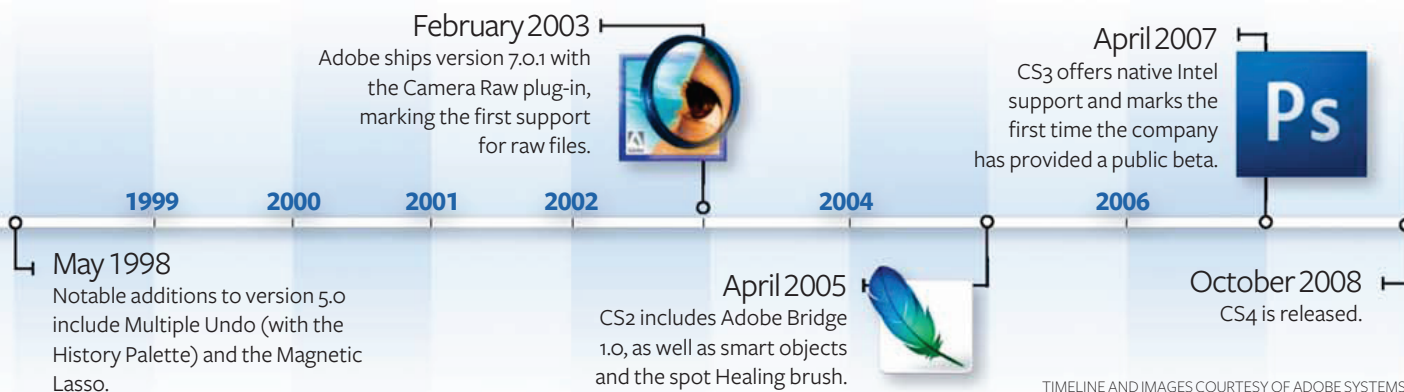 February 2003
Adobe ships version 7.0.1 with
the Camera Raw plug-in,
marking the first support
for raw files.
April 2007
CS3 offers native Intel
support and marks the
first time the company
has provided a public beta.
Ps
1999
2000
2001
2002
2004
2006
May 1998
Notable additions to version 5.0
include Multiple Undo (with the
History Palette) and the Magnetic
Lasso.
April 2005
CS2 includes Adobe Bridge
1.0, as well as smart objects
and the spot Healing brush.
October 2008
CS4 is released.
TIMELINE AND IMAGES COURTESY OF ADOBE SYSTEMS